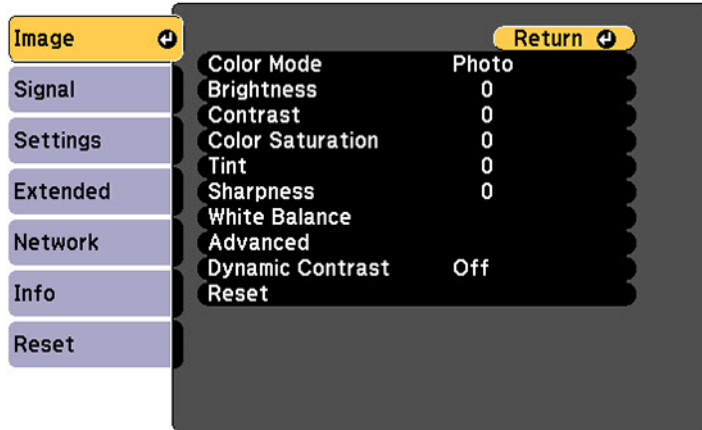 Image
Signal
Settings
Extended
Network
Info
Reset
Return
Color Mode Photo
Brightness 0
Contrast 0
Color Saturation 0
Tint 0
Sharpness 0
White Balance
Advanced
Dynamic Contrast Off
Reset